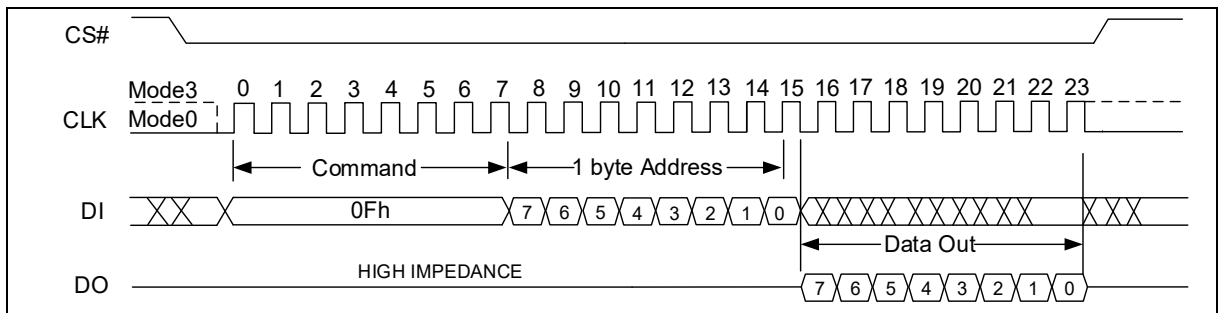 CS#
Mode3 0 1 2 3 4 5 6 7 8 9 10 11 12 13 14 15 16 17 18 19 20 21 22 23
CLK Mode0
Command 1 byte Address
DI 0Fh 7 6 5 4 3 2 1 0
Data Out
HIGH IMPEDANCE
DO 7 6 5 4 3 2 1 0